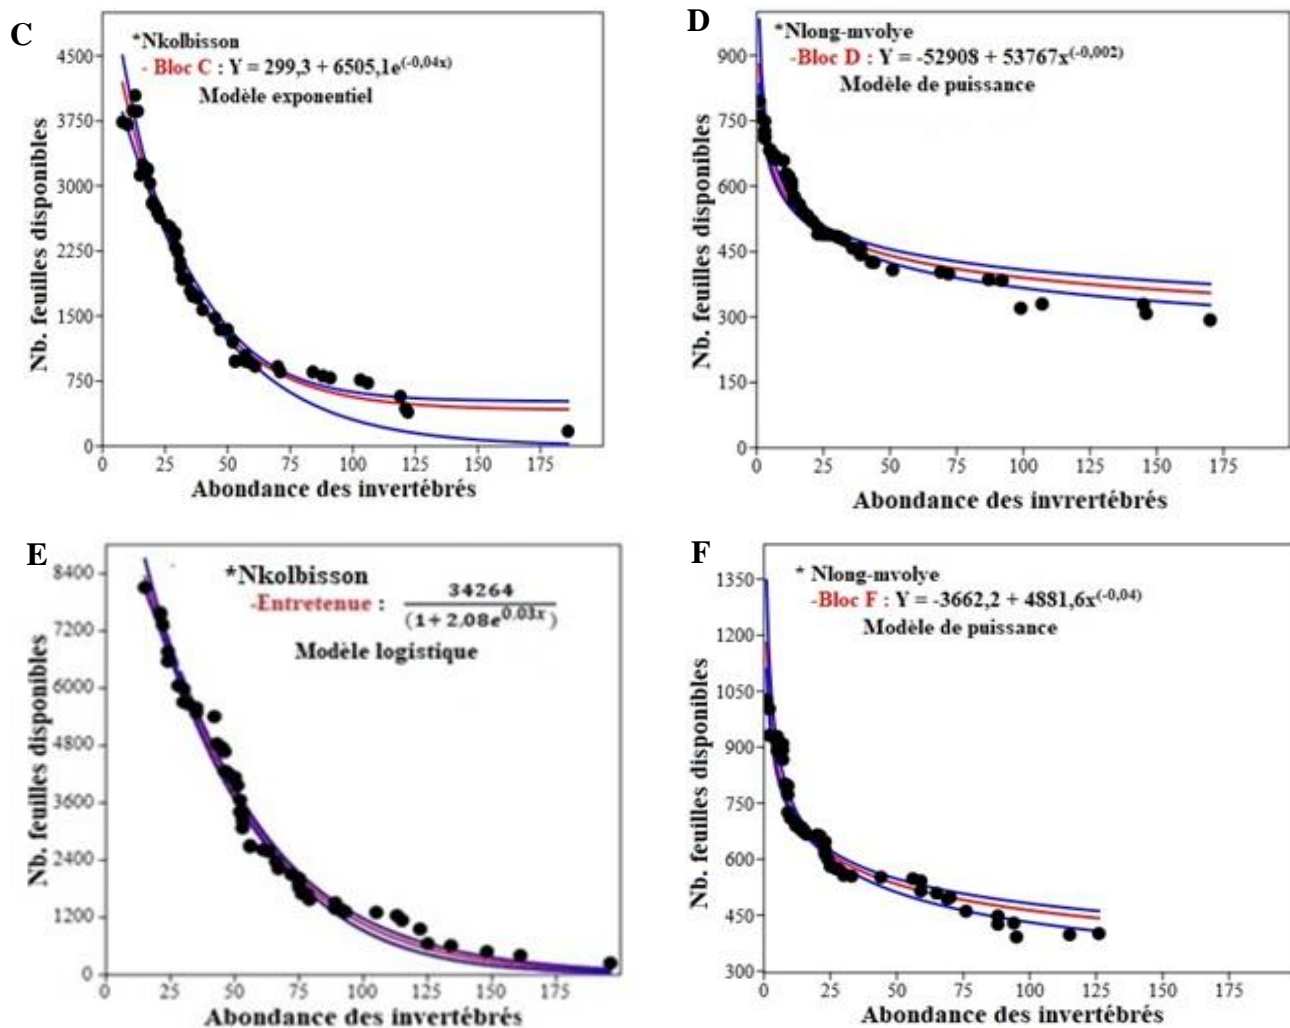 C
*Nkolbisson
- Bloc C : Y = 299,3 + 6505,1e(-0,04x)
Modèle exponentiel
Nb. feuilles disponibles
4500
3750
3000
2250
1500
750
0
0 25 50 75 100 125 150 175
Abondance des invertébrés
D
*Nlong-mvolye
-Bloc D : Y = -52908 + 53767x(-0,002)
Modèle de puissance
Nb. feuilles disponibles
900
750
600
450
300
150
0
0 25 50 75 100 125 150 175
Abondance des invrertébrés
E
*Nkolbisson
-Entretenue : 34264
(1+2,08e0,03x)
Modèle logistique
Nb. feuilles disponibles
8400
7200
6000
4800
3600
2400
1200
0
0 25 50 75 100 125 150 175
Abondance des invertébrés
F
* Nlong-mvolye
-Bloc F : Y = -3662,2 + 4881,6x(-0,04)
Modèle de puissance
Nb. feuilles disponibles
1350
1200
1050
900
750
600
450
300
0 25 50 75 100 125 150 175
Abondance des invertébrés